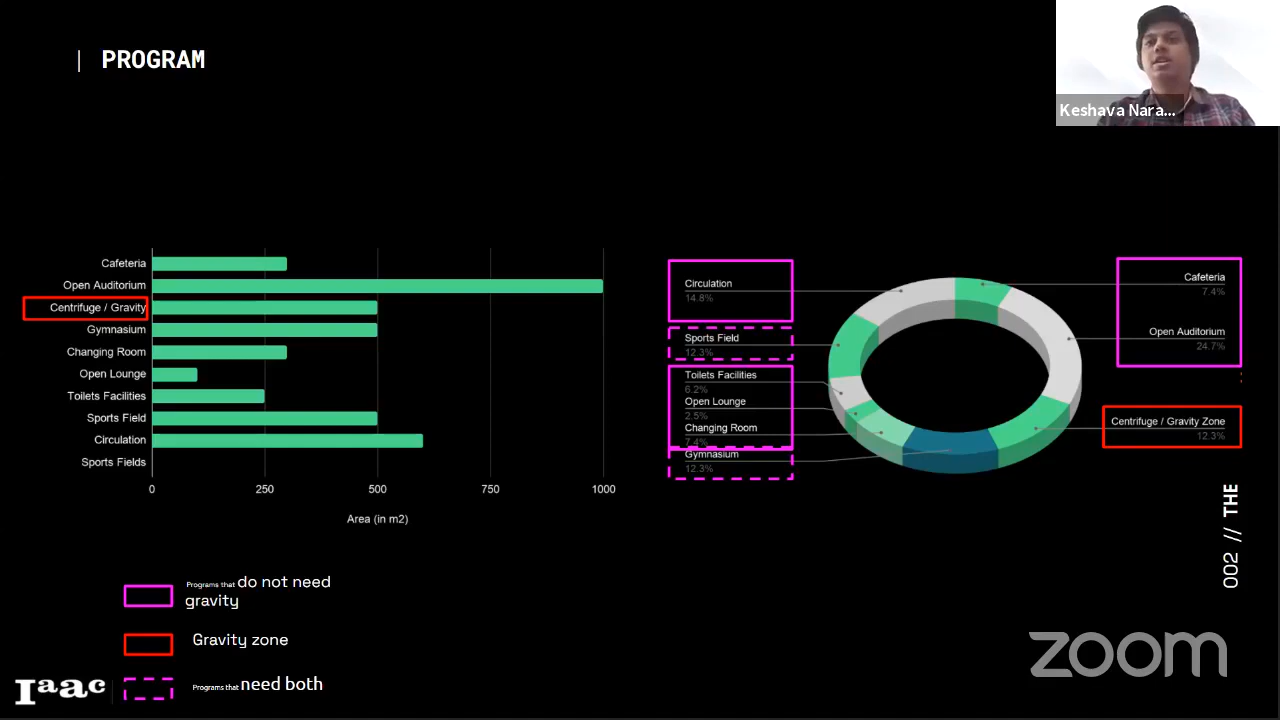 PROGRAM
Keshava Nara...
Cafeteria
Open Auditorium
Centrifuge / Gravity
Gymnasium
Changing Room
Open Lounge
Toilets Facilities
Sports Field
Circulation
Sports Fields
0 250 500 750 1000
Area (in m2)
Circulation
14.8%
Sports Field
12.3%
Toilets Facilities
6.2%
Open Lounge
2.5%
Changing Room
7.4%
Gymnasium
12.3%
Cafeteria
7.4%
Open Auditorium
24.7%
Centrifuge / Gravity Zone
12.3%
Programs that do not need
gravity
Gravity zone
Programs that need both
002 // THE
Iaac
zoom